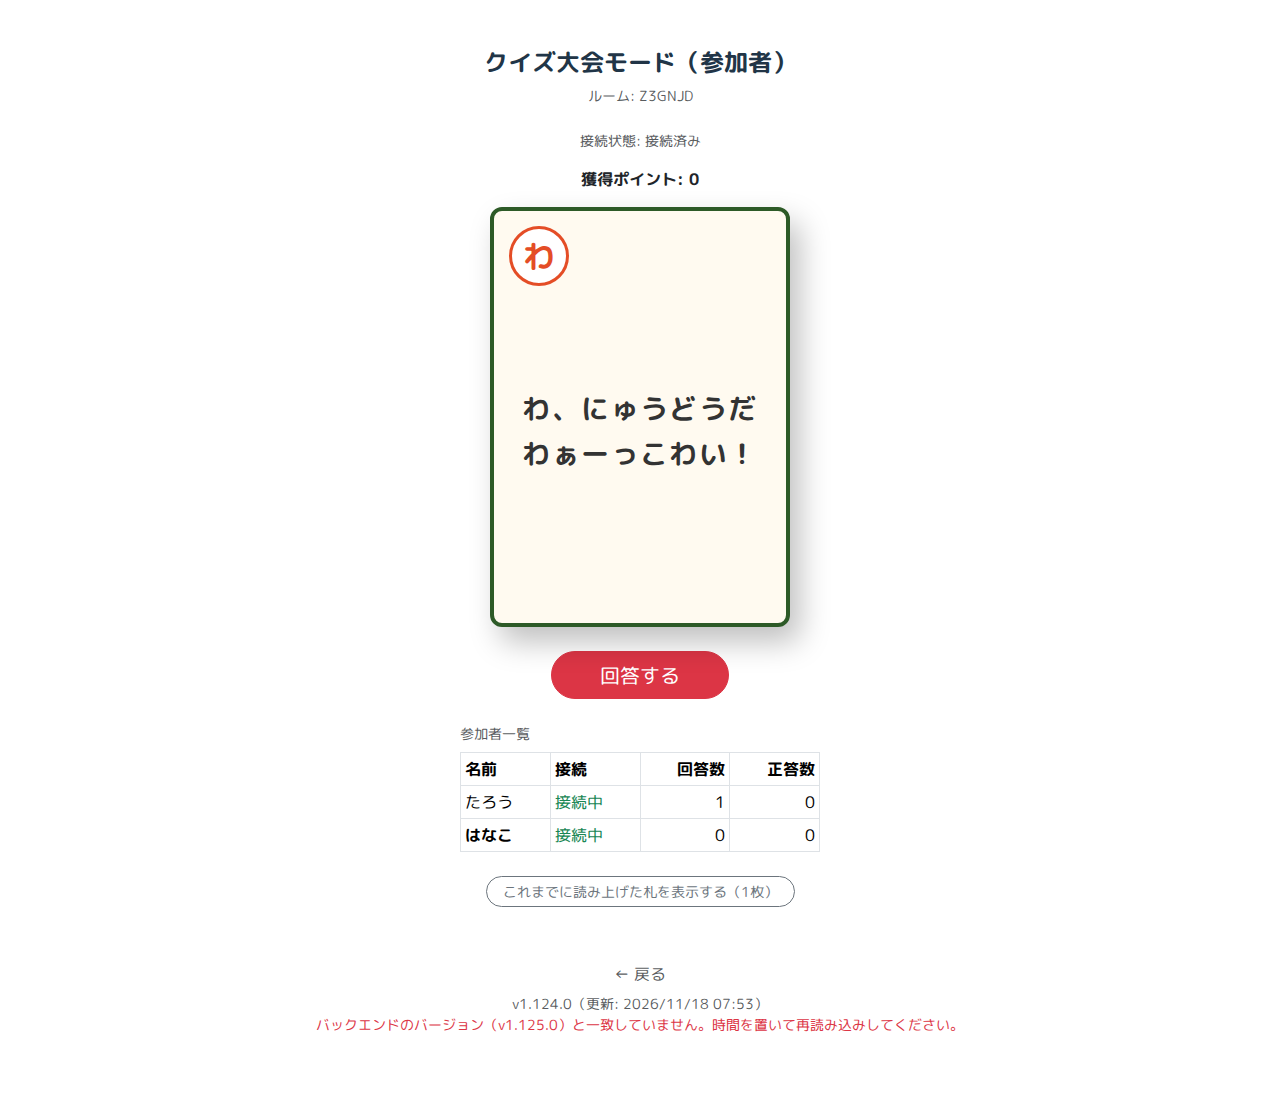 クイズ大会モード（参加者）
ルーム: Z3GNJD
接続状態: 接続済み
獲得ポイント: 0
わ
わ、にゅうどうだ
わぁーっこわい！
回答する
参加者一覧
名前 接続 回答数 正答数
たろう 接続中 1 0
はなこ 接続中 0 0
これまでに読み上げた札を表示する（1枚）
← 戻る
v1.124.0（更新: 2026/11/18 07:53）
バックエンドのバージョン（v1.125.0）と一致していません。時間を置いて再読み込みしてください。